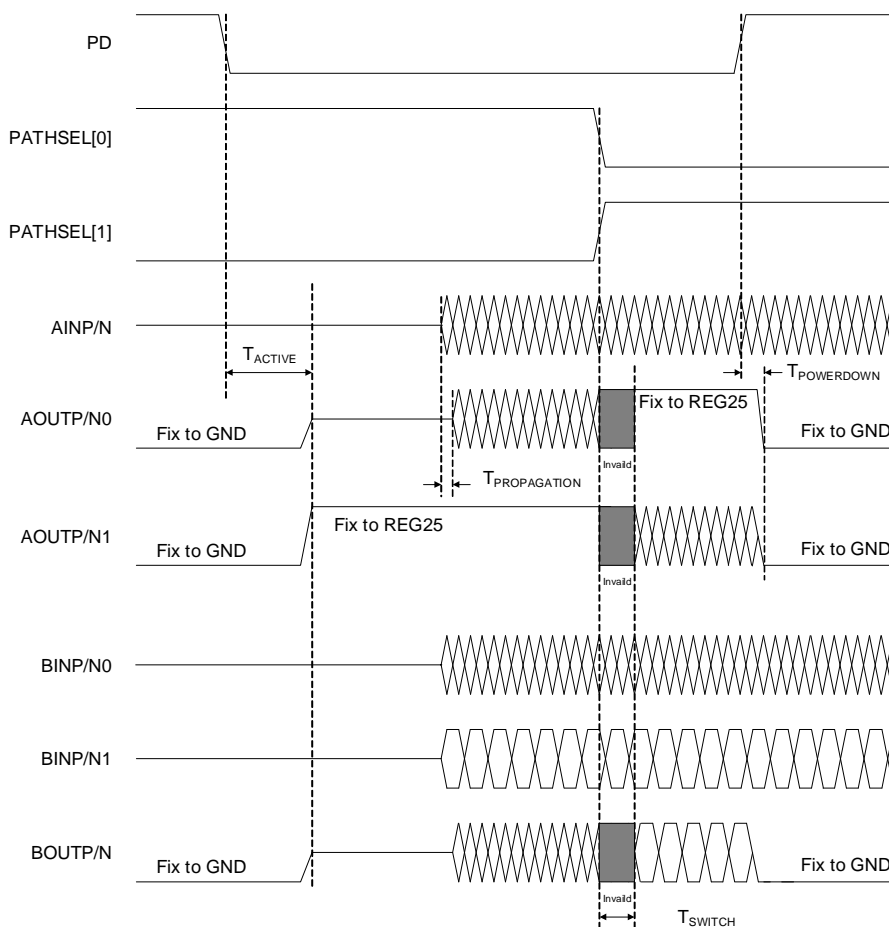 PD
PATHSEL[0]
PATHSEL[1]
AINP/N
TACTIVE
TPOWERDOWN
AOUTP/N0
Fix to GND
Fix to REG25
Fix to GND
Invaild
TPROPAGATION
AOUTP/N1
Fix to GND
Fix to REG25
Fix to GND
Invaild
BINP/N0
BINP/N1
BOUTP/N
Fix to GND
Fix to GND
Invaild
TSWITCH